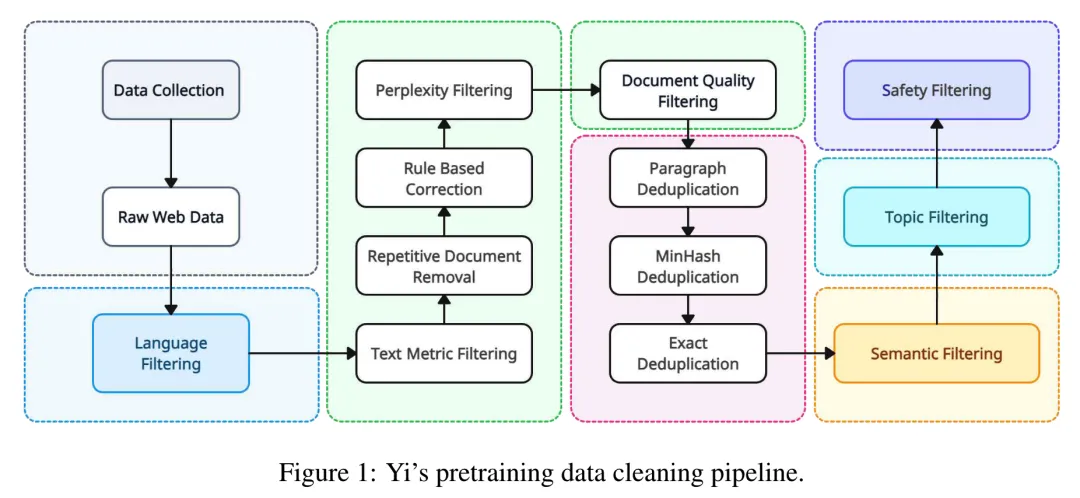 Data Collection
Raw Web Data
Language
Filtering
Text Metric Filtering
Repetitive Document
Removal
Rule Based
Correction
Perplexity Filtering
Document Quality
Filtering
Paragraph
Deduplication
MinHash
Deduplication
Exact
Deduplication
Semantic Filtering
Topic Filtering
Safety Filtering
Figure 1: Yi's pretraining data cleaning pipeline.